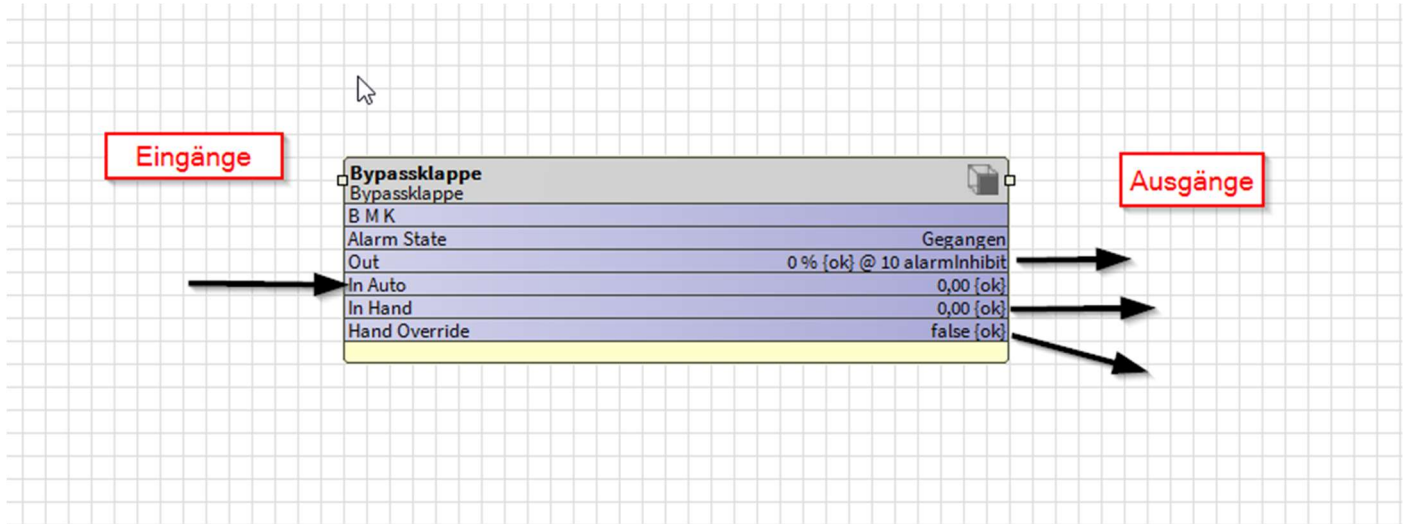 Eingänge
Bypassklappe
Bypassklappe
B M K
Alarm State Gegangen
Out 0 % {ok} @ 10 alarmInhibit
In Auto 0,00 {ok}
In Hand 0,00 {ok}
Hand Override false {ok}
Ausgänge